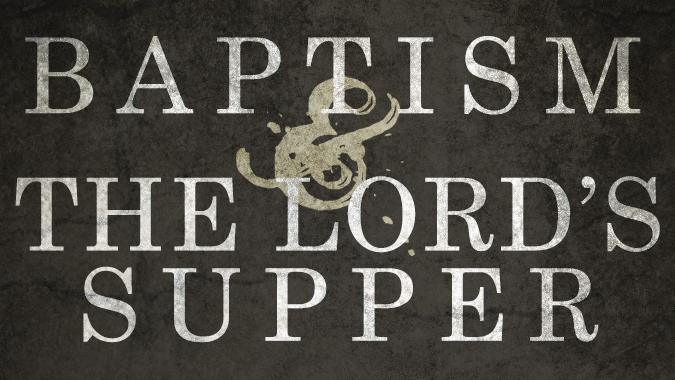 BAPTISM
&
THE LORD’S
SUPPER